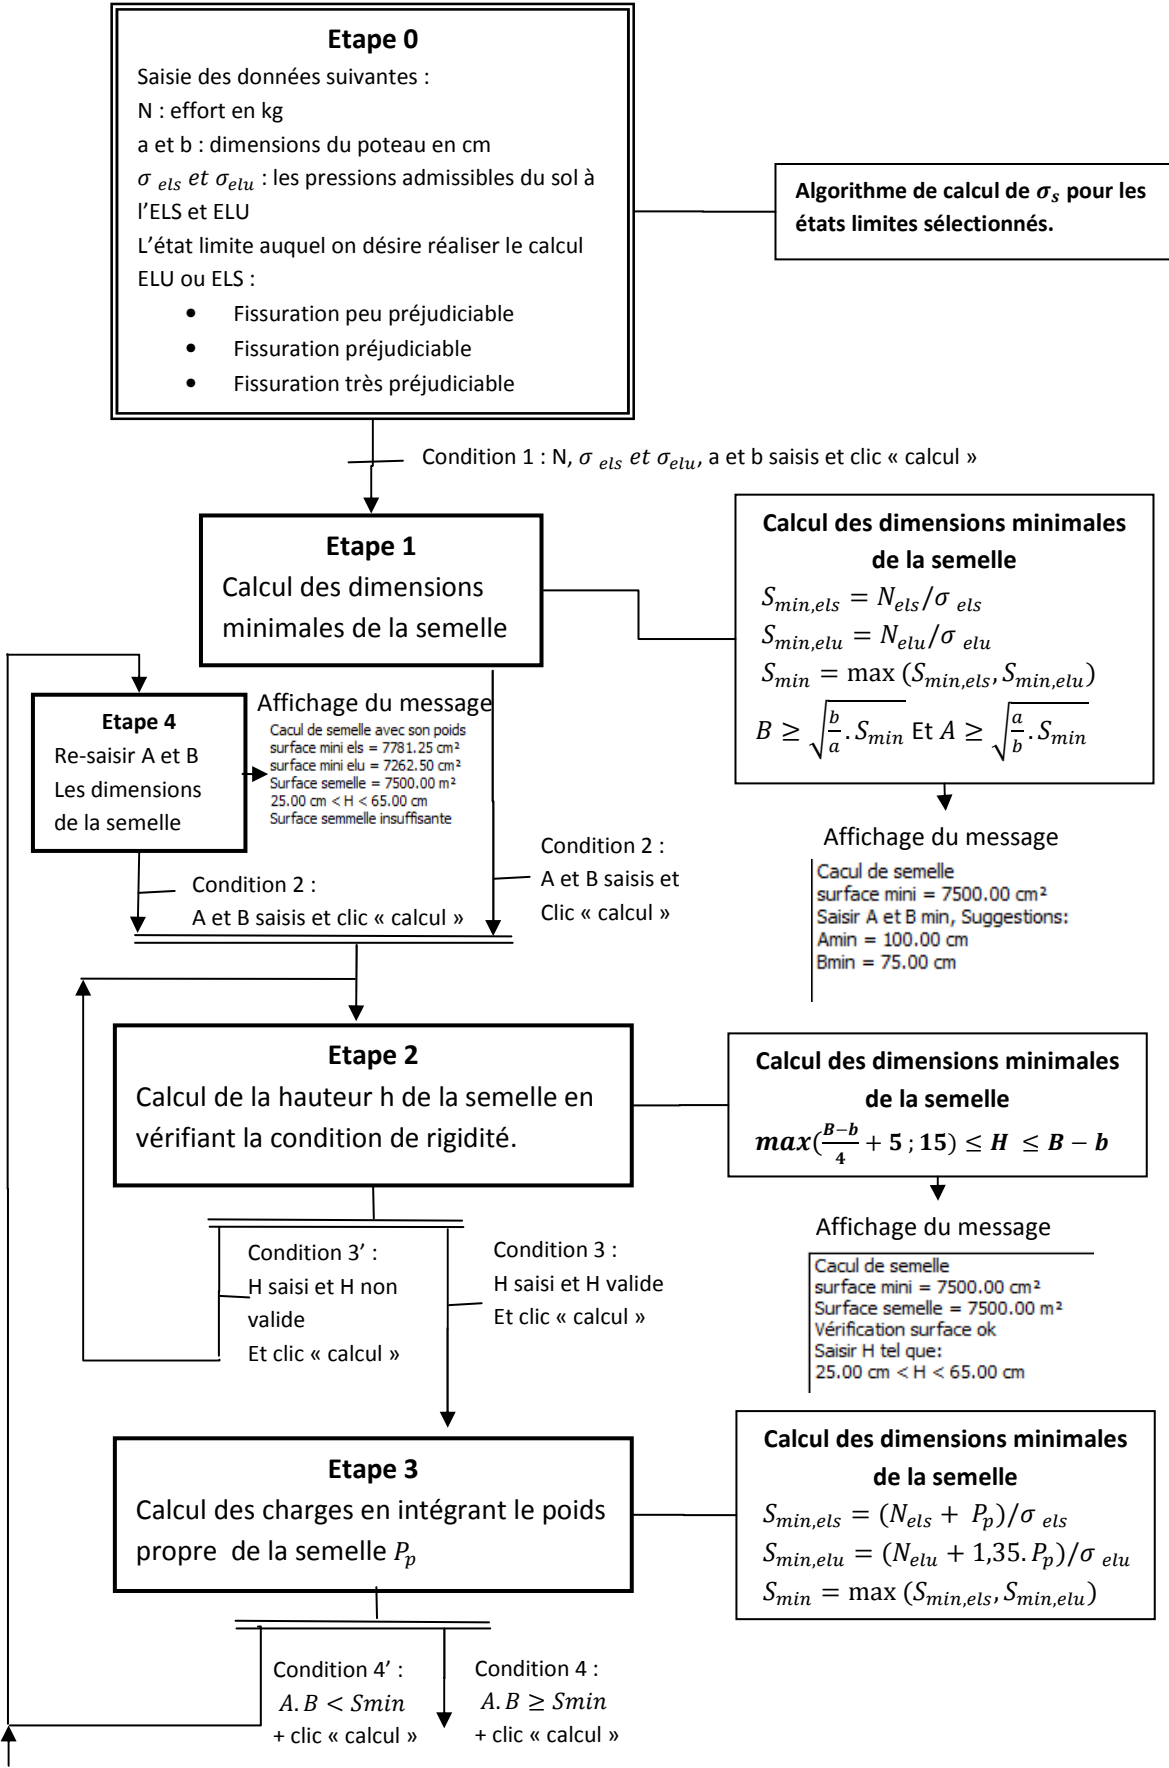 Etape 0
Saisie des données suivantes :
N : effort en kg
a et b : dimensions du poteau en cm
σ els et σelu : les pressions admissibles du sol à
l’ELS et ELU
L’état limite auquel on désire réaliser le calcul
ELU ou ELS :
• Fissuration peu préjudiciable
• Fissuration préjudiciable
• Fissuration très préjudiciable
Algorithme de calcul de σs pour les
états limites sélectionnés.
Condition 1 : N, σ els et σelu, a et b saisis et clic « calcul »
Etape 1
Calcul des dimensions
minimales de la semelle
Calcul des dimensions minimales
de la semelle
Smin,els = Nels/σ els
Smin,elu = Nelu/σ elu
Smin = max (Smin,els, Smin,elu)
B ≥ √(b/a . Smin) Et A ≥ √(a/b . Smin)
Affichage du message
Cacul de semelle
surface mini = 7500.00 cm²
Saisir A et B min, Suggestions:
Amin = 100.00 cm
Bmin = 75.00 cm
Etape 4
Re-saisir A et B
Les dimensions
de la semelle
Affichage du message
Cacul de semelle avec son poids
surface mini els = 7781.25 cm²
surface mini elu = 7262.50 cm²
Surface semelle = 7500.00 m²
25.00 cm < H < 65.00 cm
Surface semmelle insuffisante
Condition 2 :
A et B saisis et clic « calcul »
Condition 2 :
A et B saisis et
Clic « calcul »
Etape 2
Calcul de la hauteur h de la semelle en
vérifiant la condition de rigidité.
Calcul des dimensions minimales
de la semelle
max((B−b)/4 + 5 ; 15) ≤ H ≤ B − b
Affichage du message
Cacul de semelle
surface mini = 7500.00 cm²
Surface semelle = 7500.00 m²
Vérification surface ok
Saisir H tel que:
25.00 cm < H < 65.00 cm
Condition 3’ :
H saisi et H non
valide
Et clic « calcul »
Condition 3 :
H saisi et H valide
Et clic « calcul »
Etape 3
Calcul des charges en intégrant le poids
propre de la semelle Pp
Calcul des dimensions minimales
de la semelle
Smin,els = (Nels + Pp)/σ els
Smin,elu = (Nelu + 1,35. Pp)/σ elu
Smin = max (Smin,els, Smin,elu)
Condition 4’ :
A. B < Smin
+ clic « calcul »
Condition 4 :
A. B ≥ Smin
+ clic « calcul »